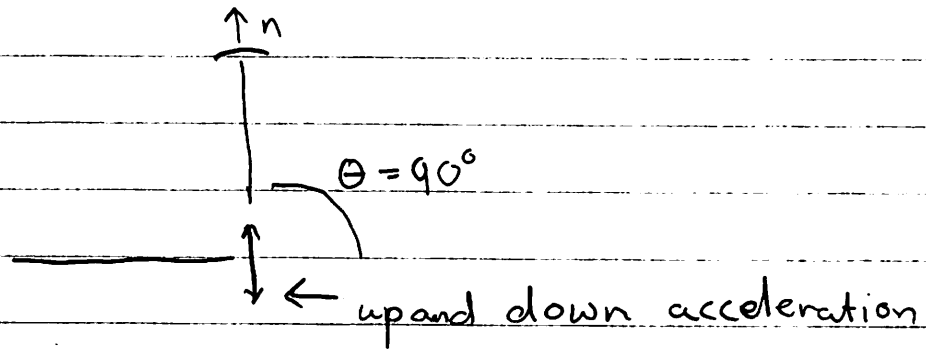 n
θ = 90°
up and down acceleration